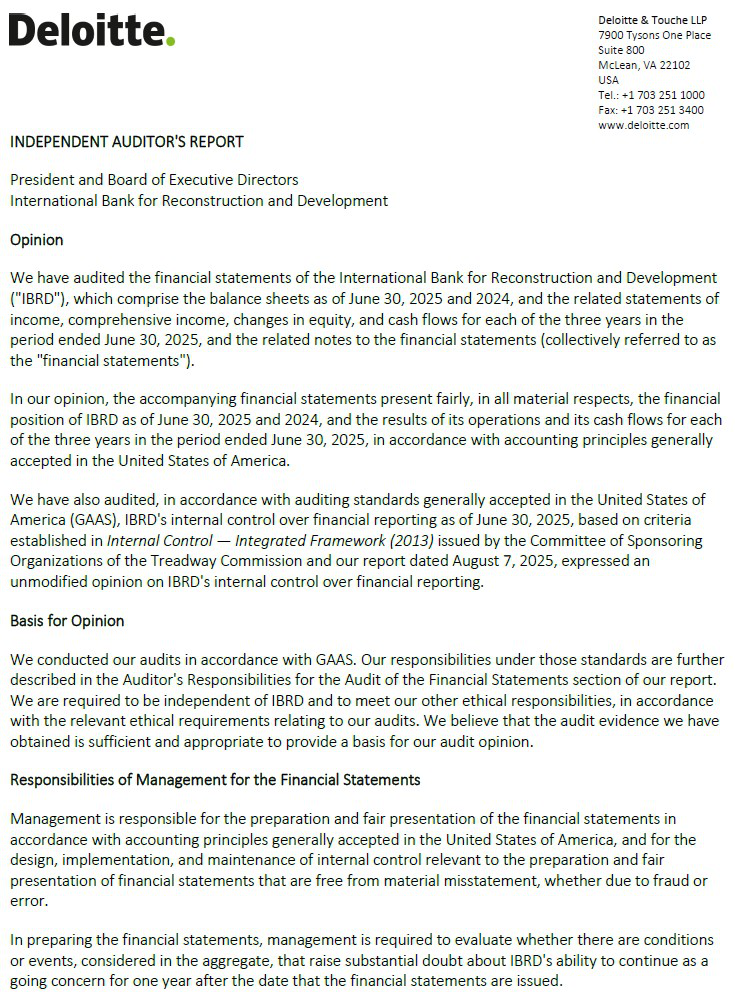 Deloitte.
Deloitte & Touche LLP
7900 Tysons One Place
Suite 800
McLean, VA 22102
USA
Tel.: +1 703 251 1000
Fax: +1 703 251 3400
www.deloitte.com
INDEPENDENT AUDITOR'S REPORT
President and Board of Executive Directors
International Bank for Reconstruction and Development
Opinion
We have audited the financial statements of the International Bank for Reconstruction and Development
("IBRD"), which comprise the balance sheets as of June 30, 2025 and 2024, and the related statements of
income, comprehensive income, changes in equity, and cash flows for each of the three years in the
period ended June 30, 2025, and the related notes to the financial statements (collectively referred to as
the "financial statements").
In our opinion, the accompanying financial statements present fairly, in all material respects, the financial
position of IBRD as of June 30, 2025 and 2024, and the results of its operations and its cash flows for each
of the three years in the period ended June 30, 2025, in accordance with accounting principles generally
accepted in the United States of America.
We have also audited, in accordance with auditing standards generally accepted in the United States of
America (GAAS), IBRD's internal control over financial reporting as of June 30, 2025, based on criteria
established in Internal Control — Integrated Framework (2013) issued by the Committee of Sponsoring
Organizations of the Treadway Commission and our report dated August 7, 2025, expressed an
unmodified opinion on IBRD's internal control over financial reporting.
Basis for Opinion
We conducted our audits in accordance with GAAS. Our responsibilities under those standards are further
described in the Auditor's Responsibilities for the Audit of the Financial Statements section of our report.
We are required to be independent of IBRD and to meet our other ethical responsibilities, in accordance
with the relevant ethical requirements relating to our audits. We believe that the audit evidence we have
obtained is sufficient and appropriate to provide a basis for our audit opinion.
Responsibilities of Management for the Financial Statements
Management is responsible for the preparation and fair presentation of the financial statements in
accordance with accounting principles generally accepted in the United States of America, and for the
design, implementation, and maintenance of internal control relevant to the preparation and fair
presentation of financial statements that are free from material misstatement, whether due to fraud or
error.
In preparing the financial statements, management is required to evaluate whether there are conditions
or events, considered in the aggregate, that raise substantial doubt about IBRD's ability to continue as a
going concern for one year after the date that the financial statements are issued.